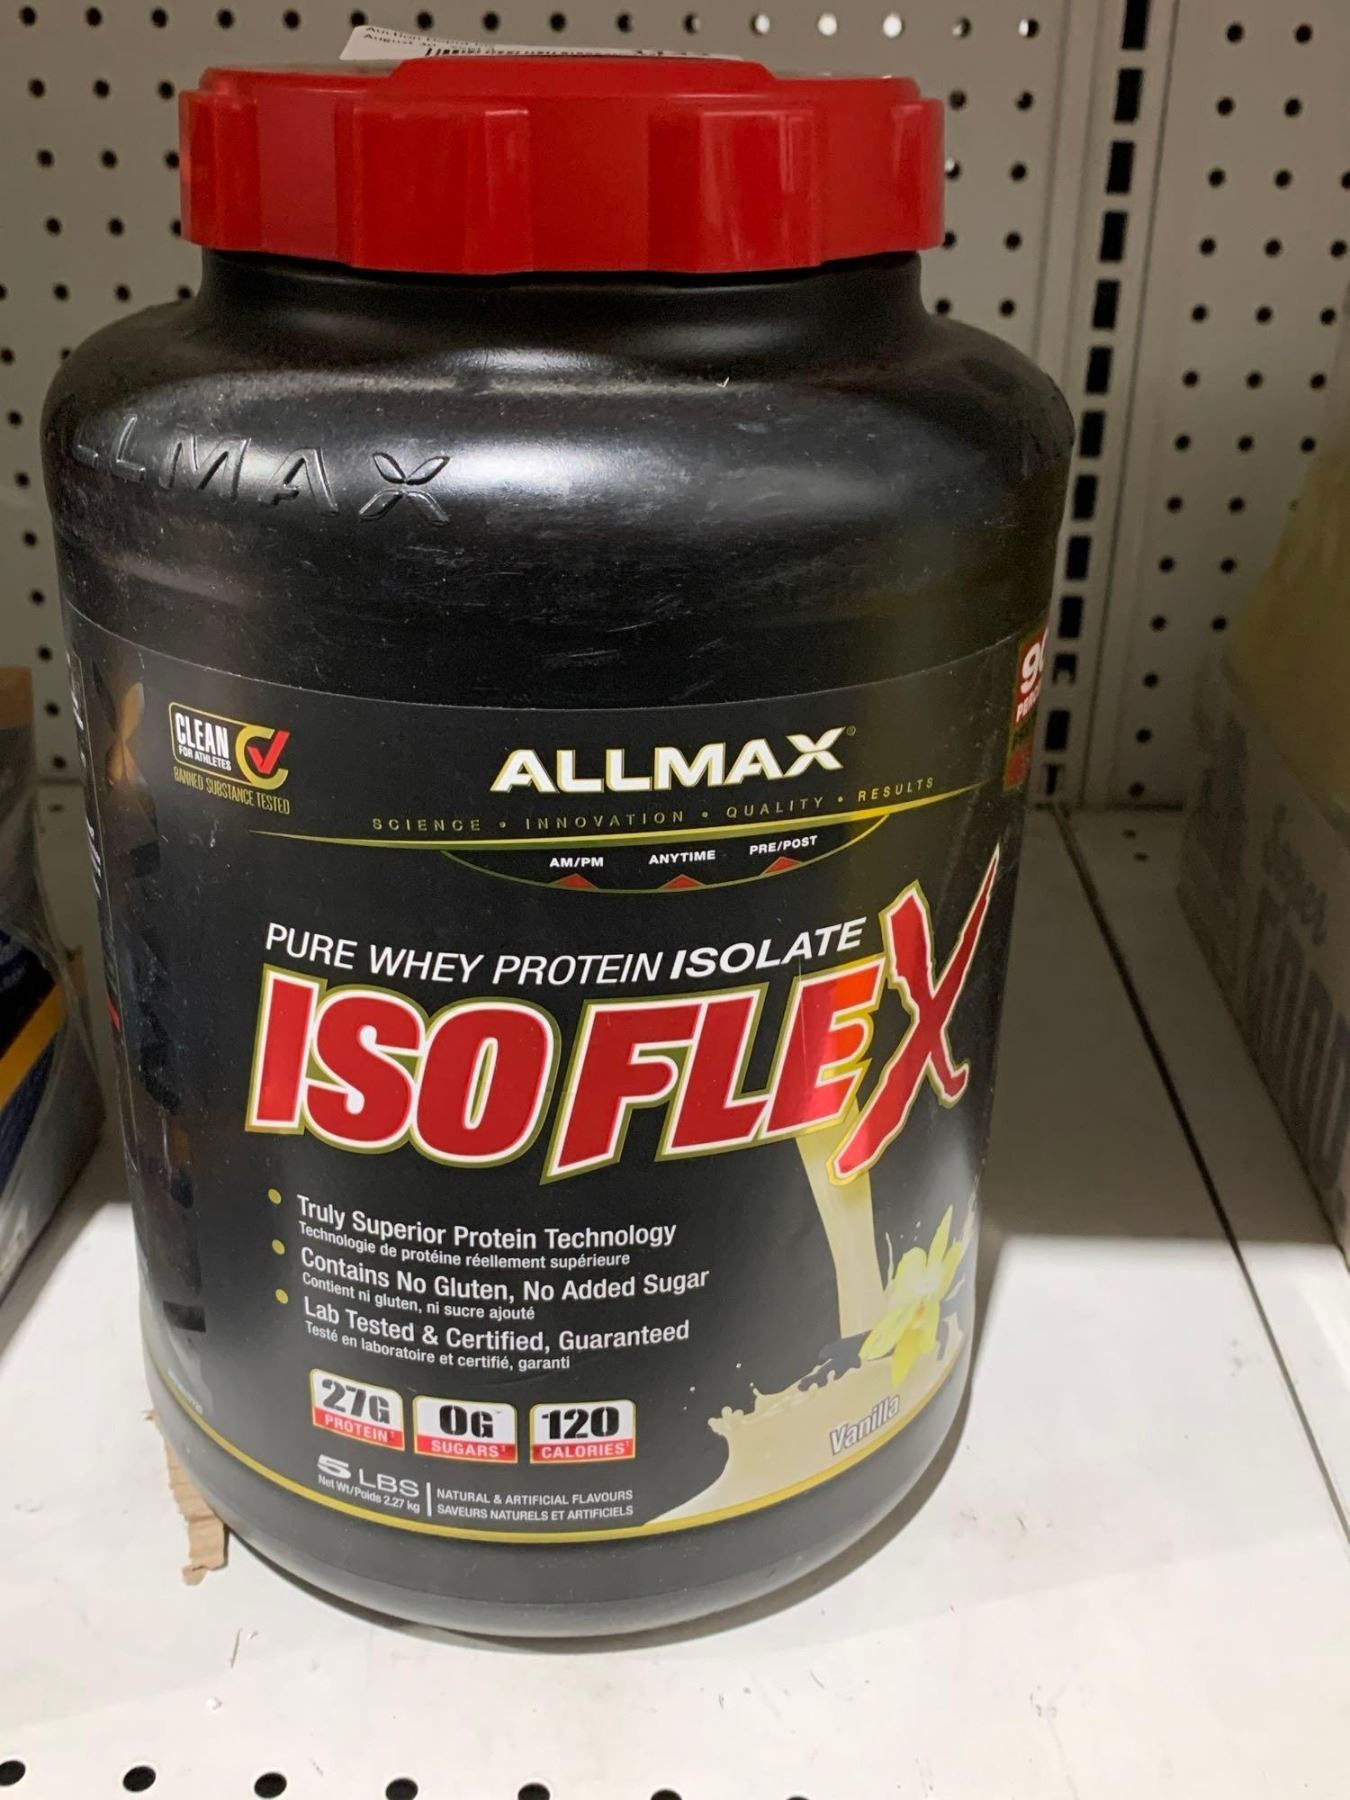 ALLMAX
CLEAN
FOR ATHLETES
BANNED SUBSTANCE TESTED
ALLMAX®
SCIENCE • INNOVATION • QUALITY • RESULTS
AM/PM ANYTIME PRE/POST
PURE WHEY PROTEIN ISOLATE
ISOFLEX
• Truly Superior Protein Technology
Technologie de protéine réellement supérieure
• Contains No Gluten, No Added Sugar
Contient ni gluten, ni sucre ajouté
• Lab Tested & Certified, Guaranteed
Testé en laboratoire et certifié, garanti
27G
PROTEIN¹
0G
SUGARS¹
120
CALORIES¹
Vanilla
5 LBS
Net Wt/Poids 2.27 kg
NATURAL & ARTIFICIAL FLAVOURS
SAVEURS NATURELS ET ARTIFICIELS